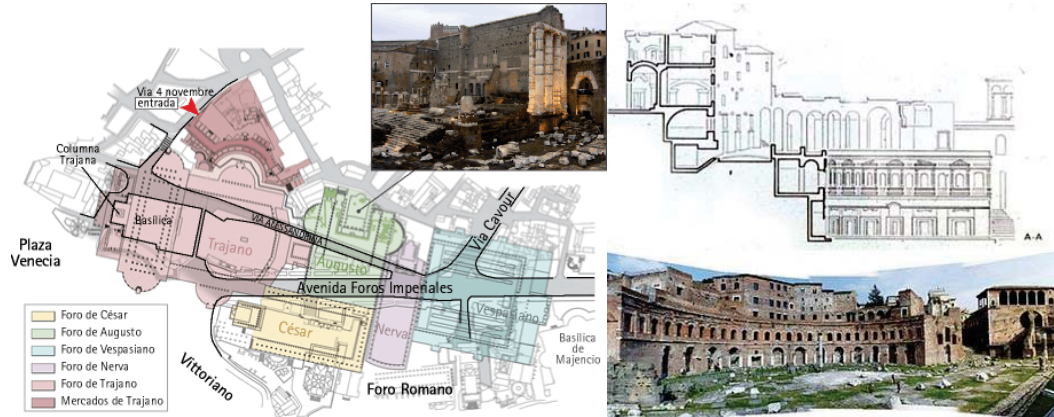 Via 4 novembre
entrada
Columna
Trajana
Basílica
Plaza
Venecia
Trajano
VIA ALESSANDRINA
Augusto
Via Cavour
Avenida Foros Imperiales
César
Nerva
Vespasiano
Basílica
de
Majencio
Vittoriano
Foro Romano
Foro de César
Foro de Augusto
Foro de Vespasiano
Foro de Nerva
Foro de Trajano
Mercados de Trajano
A-A